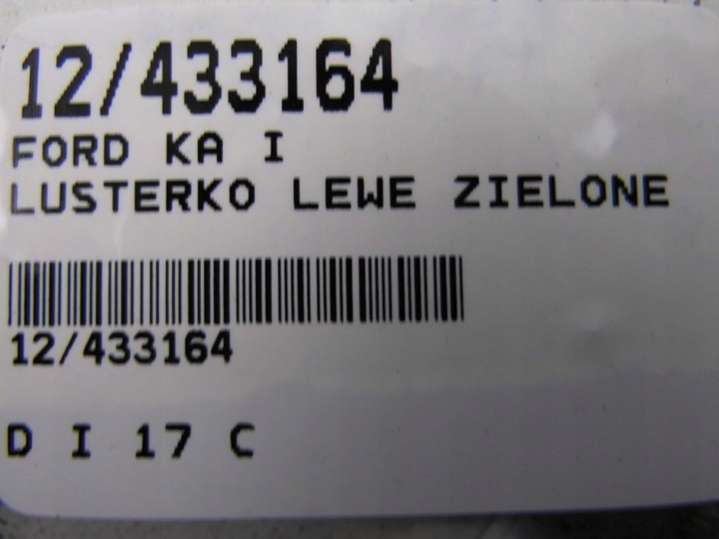 12/433164
FORD KA I
LUSTERKO LEWE ZIELONE
12/433164
D I 17 C